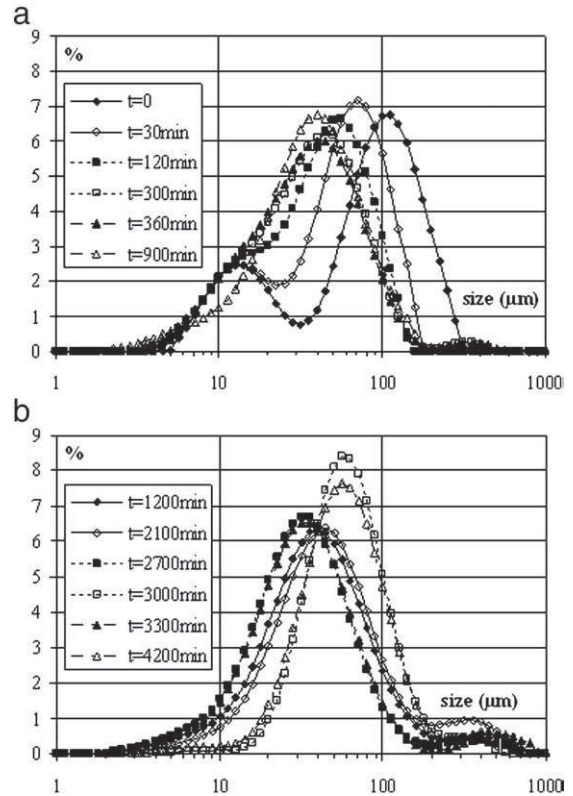 a
9
%
8
7
6
5
4
3
2
1
0
t=0
t=30min
t=120min
t=300min
t=360min
t=900min
size (µm)
1 10 100 1000
b
9
%
8
7
6
5
4
3
2
1
0
t=1200min
t=2100min
t=2700min
t=3000min
t=3300min
t=4200min
size (µm)
1 10 100 1000